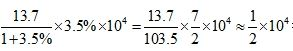 13.7/(1+3.5%) × 3.5% × 10⁴ = 13.7/103.5 × 7/2 × 10⁴ ≈ 1/2 × 10⁴